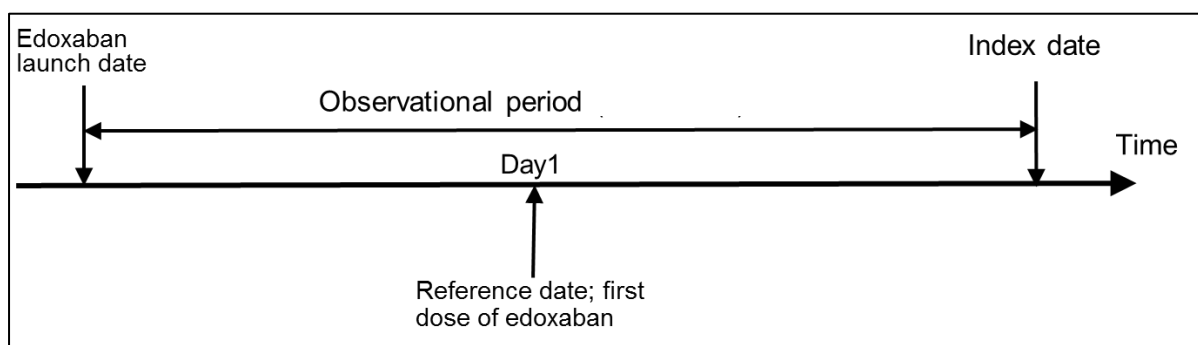 Edoxaban
launch date
Index date
Observational period
Time
Day1
Reference date; first
dose of edoxaban